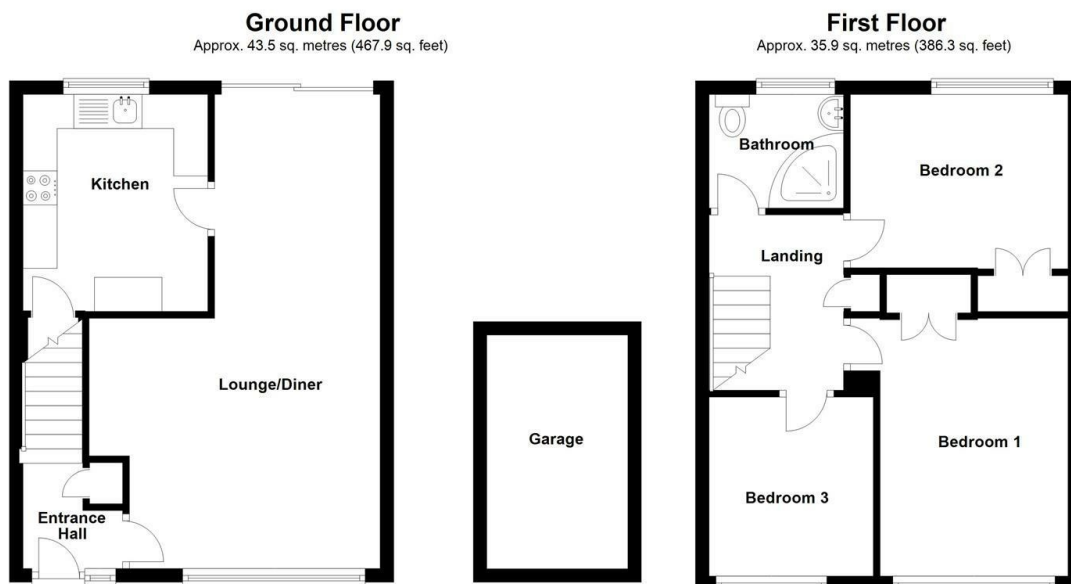 Ground Floor
Approx. 43.5 sq. metres (467.9 sq. feet)
Kitchen
Lounge/Diner
Entrance
Hall
Garage
First Floor
Approx. 35.9 sq. metres (386.3 sq. feet)
Bathroom
Bedroom 2
Landing
Bedroom 1
Bedroom 3